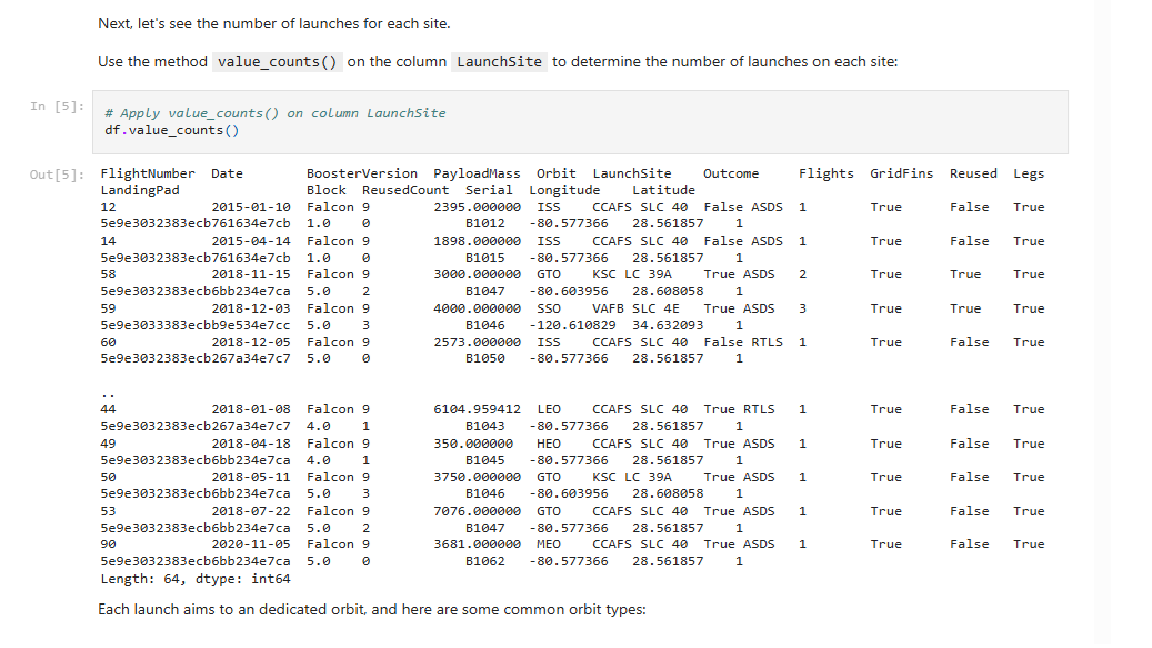 Next, let's see the number of launches for each site.
Use the method value_counts() on the column LaunchSite to determine the number of launches on each site:
In [5]:
# Apply value_counts() on column LaunchSite
df.value_counts()
Out[5]: FlightNumber Date BoosterVersion PayloadMass Orbit LaunchSite Outcome Flights GridFins Reused Legs
LandingPad Block ReusedCount Serial Longitude Latitude
12 2015-01-10 Falcon 9 2395.000000 ISS CCAFS SLC 40 False ASDS 1 True False True
5e9e3032383ecb761634e7cb 1.0 0 B1012 -80.577366 28.561857 1
14 2015-04-14 Falcon 9 1898.000000 ISS CCAFS SLC 40 False ASDS 1 True False True
5e9e3032383ecb761634e7cb 1.0 0 B1015 -80.577366 28.561857 1
58 2018-11-15 Falcon 9 3000.000000 GTO KSC LC 39A True ASDS 2 True True True
5e9e3032383ecb6bb234e7ca 5.0 2 B1047 -80.603956 28.608058 1
59 2018-12-03 Falcon 9 4000.000000 SSO VAFB SLC 4E True ASDS 3 True True True
5e9e3033383ecbb9e534e7cc 5.0 3 B1046 -120.610829 34.632093 1
60 2018-12-05 Falcon 9 2573.000000 ISS CCAFS SLC 40 False RTLS 1 True False True
5e9e3032383ecb267a34e7c7 5.0 0 B1050 -80.577366 28.561857 1
..
44 2018-01-08 Falcon 9 6104.959412 LEO CCAFS SLC 40 True RTLS 1 True False True
5e9e3032383ecb267a34e7c7 4.0 1 B1043 -80.577366 28.561857 1
49 2018-04-18 Falcon 9 350.000000 HEO CCAFS SLC 40 True ASDS 1 True False True
5e9e3032383ecb6bb234e7ca 4.0 1 B1045 -80.577366 28.561857 1
50 2018-05-11 Falcon 9 3750.000000 GTO KSC LC 39A True ASDS 1 True False True
5e9e3032383ecb6bb234e7ca 5.0 3 B1046 -80.603956 28.608058 1
53 2018-07-22 Falcon 9 7076.000000 GTO CCAFS SLC 40 True ASDS 1 True False True
5e9e3032383ecb6bb234e7ca 5.0 2 B1047 -80.577366 28.561857 1
90 2020-11-05 Falcon 9 3681.000000 MEO CCAFS SLC 40 True ASDS 1 True False True
5e9e3032383ecb6bb234e7ca 5.0 0 B1062 -80.577366 28.561857 1
Length: 64, dtype: int64
Each launch aims to an dedicated orbit, and here are some common orbit types: